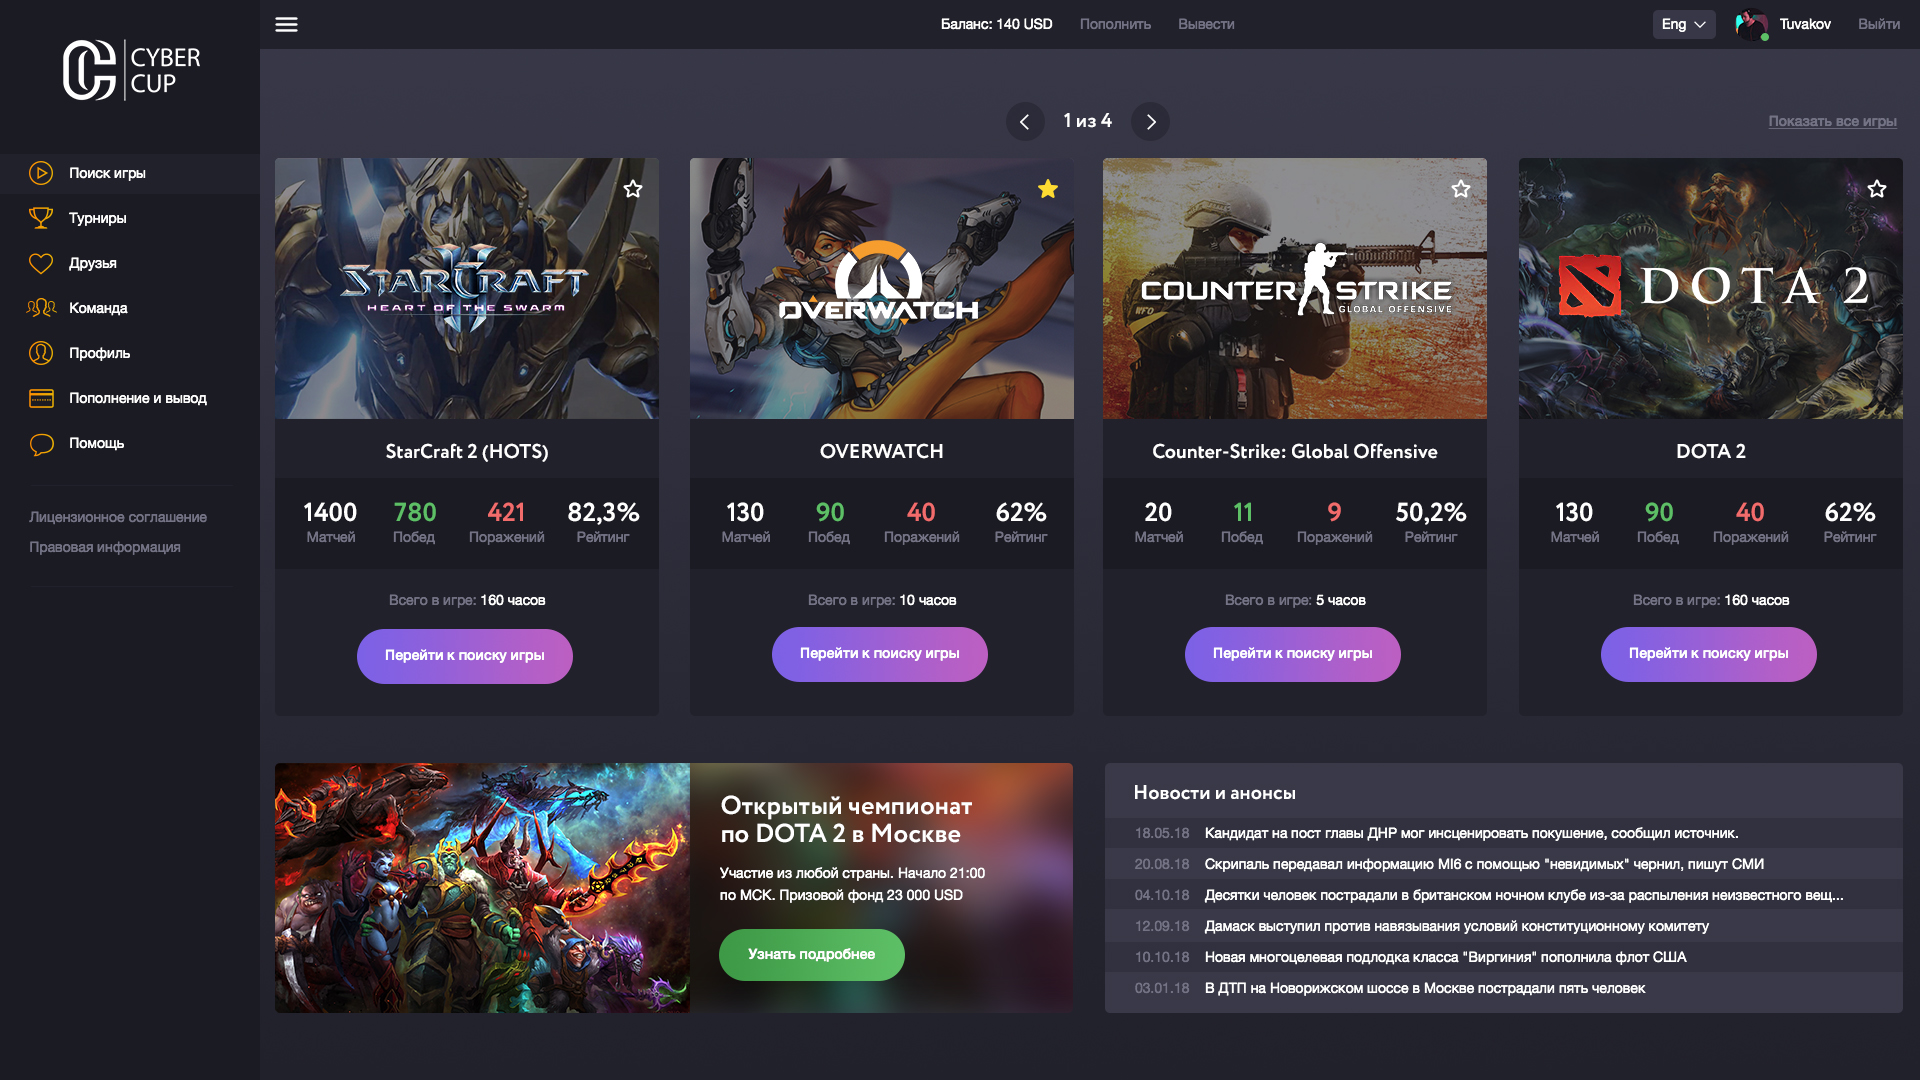 CYBER
CUP
Баланс: 140 USD
Пополнить
Вывести
Eng
Tuvakov
Выйти
Поиск игры
Турниры
Друзья
Команда
Профиль
Пополнение и вывод
Помощь
Лицензионное соглашение
Правовая информация
1 из 4
Показать все игры
STARCRAFT
II
HEART OF THE SWARM
StarCraft 2 (HOTS)
1400 780 421 82,3%
Матчей Побед Поражений Рейтинг
Всего в игре: 160 часов
Перейти к поиску игры
OVERWATCH
OVERWATCH
130 90 40 62%
Матчей Побед Поражений Рейтинг
Всего в игре: 10 часов
Перейти к поиску игры
COUNTER STRIKE
GLOBAL OFFENSIVE
Counter-Strike: Global Offensive
20 11 9 50,2%
Матчей Побед Поражений Рейтинг
Всего в игре: 5 часов
Перейти к поиску игры
DOTA 2
DOTA 2
130 90 40 62%
Матчей Побед Поражений Рейтинг
Всего в игре: 160 часов
Перейти к поиску игры
Открытый чемпионат
по DOTA 2 в Москве
Участие из любой страны. Начало 21:00
по МСК. Призовой фонд 23 000 USD
Узнать подробнее
Новости и анонсы
18.05.18 Кандидат на пост главы ДНР мог инсценировать покушение, сообщил источник.
20.08.18 Скрипаль передавал информацию MI6 с помощью "невидимых" чернил, пишут СМИ
04.10.18 Десятки человек пострадали в британском ночном клубе из-за распыления неизвестного вещ...
12.09.18 Дамаск выступил против навязывания условий конституционному комитету
10.10.18 Новая многоцелевая подлодка класса "Виргиния" пополнила флот США
03.01.18 В ДТП на Новорижском шоссе в Москве пострадали пять человек